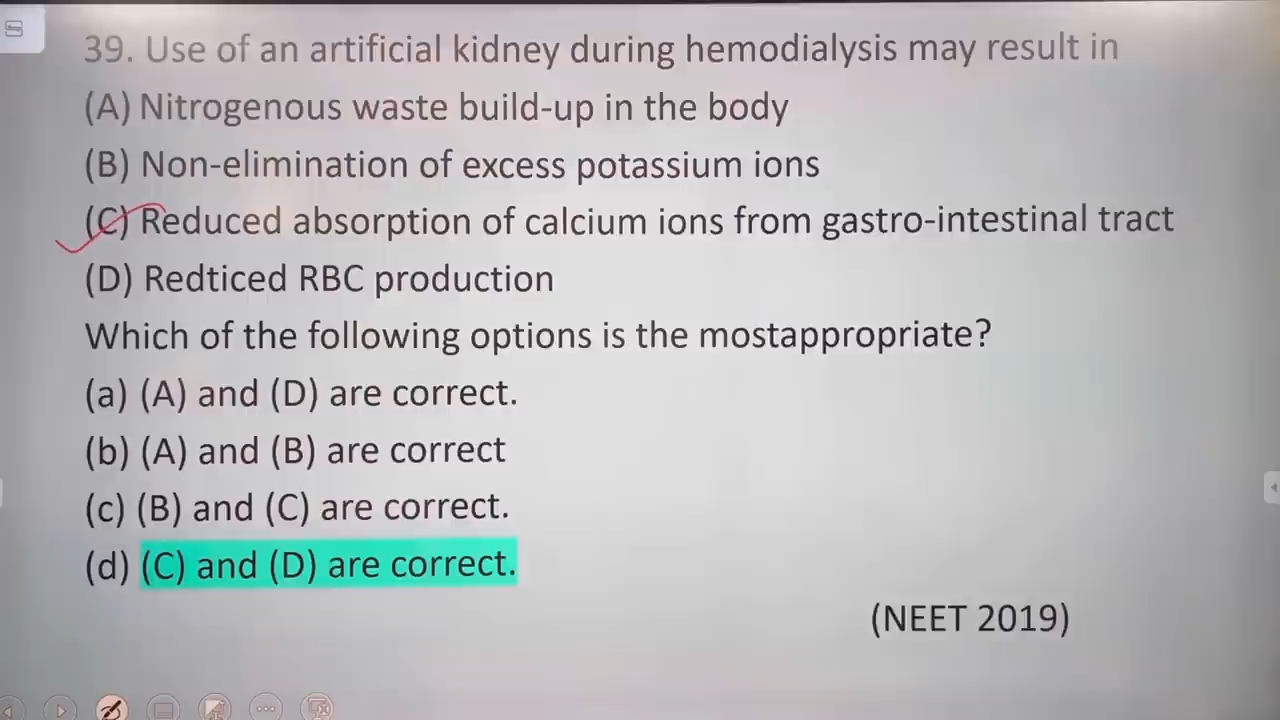 39. Use of an artificial kidney during hemodialysis may result in
(A) Nitrogenous waste build-up in the body
(B) Non-elimination of excess potassium ions
(C) Reduced absorption of calcium ions from gastro-intestinal tract
(D) Redticed RBC production
Which of the following options is the mostappropriate?
(a) (A) and (D) are correct.
(b) (A) and (B) are correct
(c) (B) and (C) are correct.
(d) (C) and (D) are correct.
(NEET 2019)